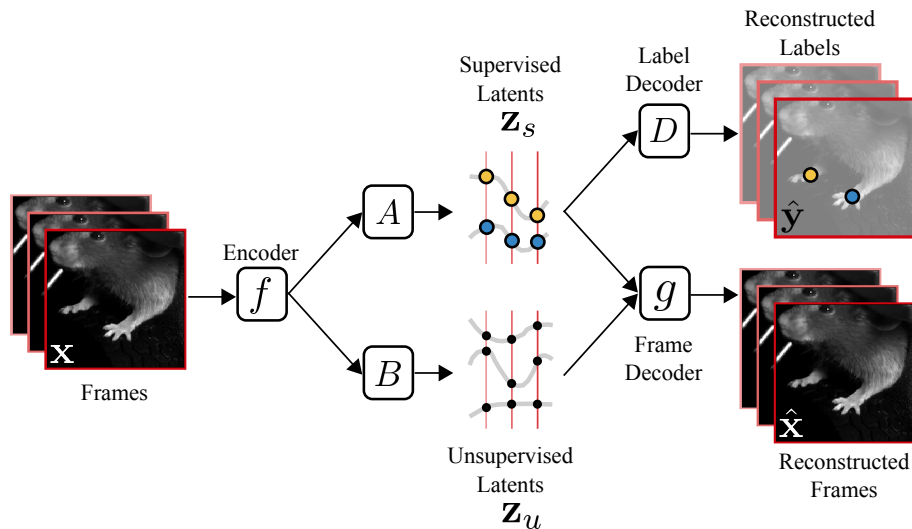 Frames
x
Encoder
f
A
B
Supervised
Latents
z_s
Unsupervised
Latents
z_u
Label
Decoder
D
g
Frame
Decoder
Reconstructed
Labels
ŷ
x̂
Reconstructed
Frames